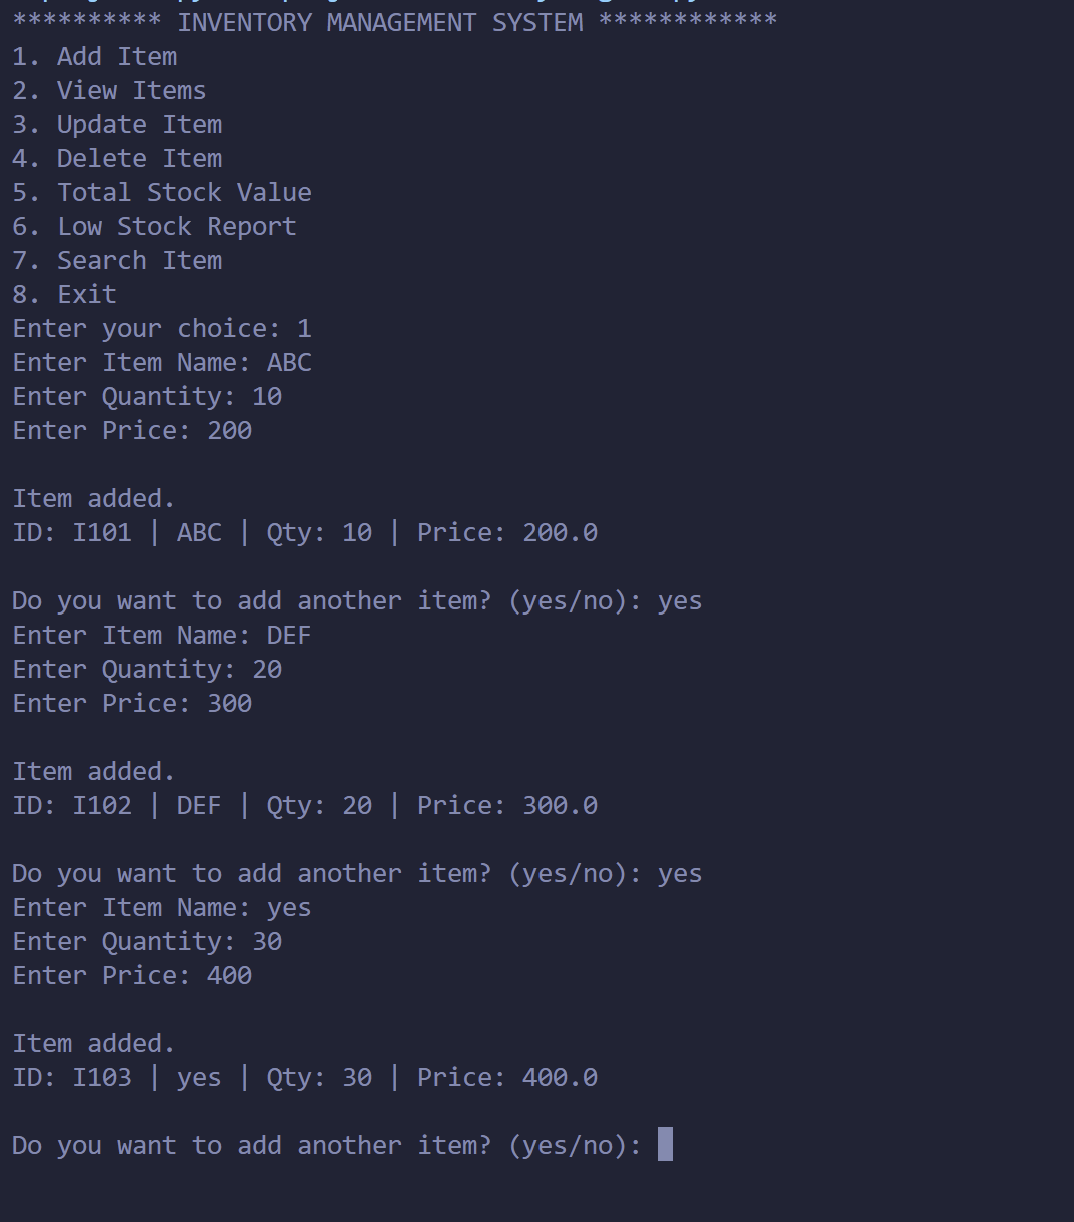 ********** INVENTORY MANAGEMENT SYSTEM ************
1. Add Item
2. View Items
3. Update Item
4. Delete Item
5. Total Stock Value
6. Low Stock Report
7. Search Item
8. Exit
Enter your choice: 1
Enter Item Name: ABC
Enter Quantity: 10
Enter Price: 200
Item added.
ID: I101 | ABC | Qty: 10 | Price: 200.0
Do you want to add another item? (yes/no): yes
Enter Item Name: DEF
Enter Quantity: 20
Enter Price: 300
Item added.
ID: I102 | DEF | Qty: 20 | Price: 300.0
Do you want to add another item? (yes/no): yes
Enter Item Name: yes
Enter Quantity: 30
Enter Price: 400
Item added.
ID: I103 | yes | Qty: 30 | Price: 400.0
Do you want to add another item? (yes/no):